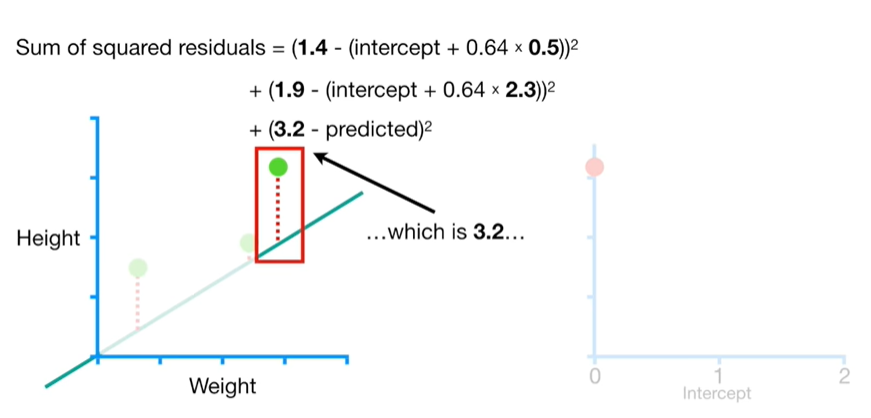 Sum of squared residuals = (1.4 - (intercept + 0.64 × 0.5))²
+ (1.9 - (intercept + 0.64 × 2.3))²
+ (3.2 - predicted)²
Height
...which is 3.2...
Weight
0 1 2
Intercept